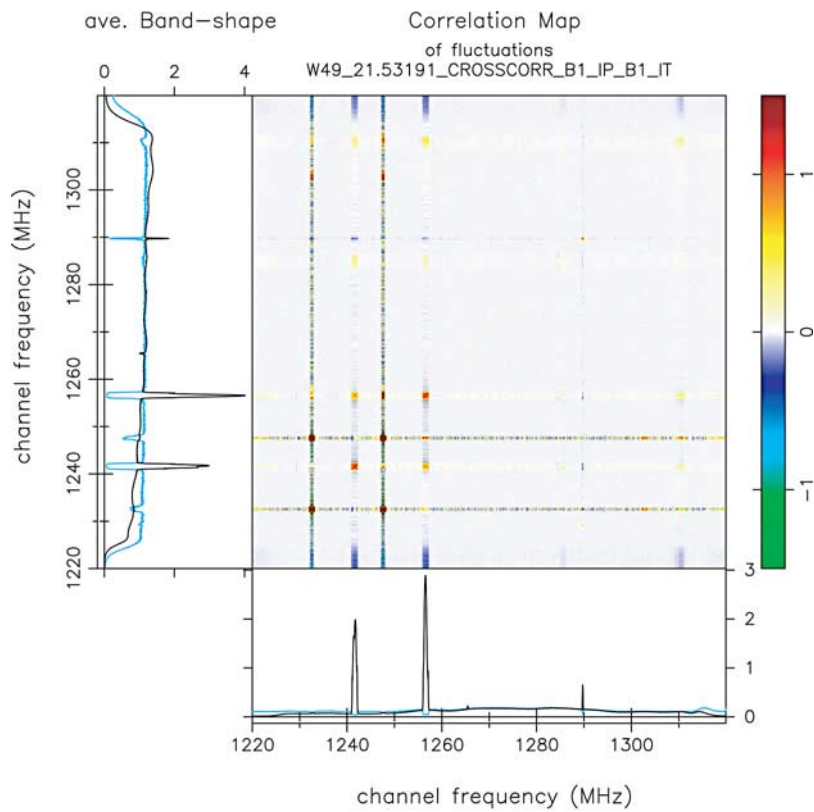 ave. Band-shape
Correlation Map
of fluctuations
W49_21.53191_CROSSCORR_B1_IP_B1_IT
0 2 4
channel frequency (MHz)
1300
1280
1260
1240
1220
1
0
-1
3
2
1
0
1220 1240 1260 1280 1300
channel frequency (MHz)